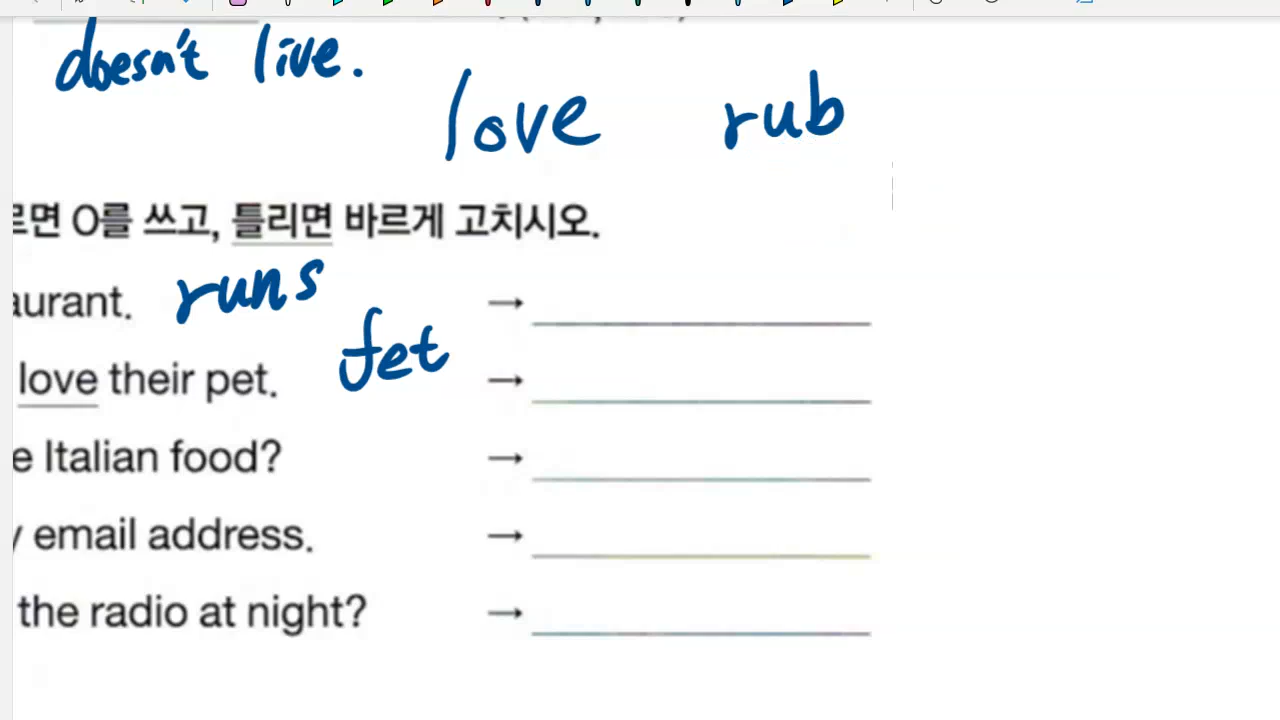 doesn't live.
love rub
르면 O를 쓰고, 틀리면 바르게 고치시오.
aurant. runs →
love their pet. fet →
e Italian food? →
email address. →
the radio at night? →